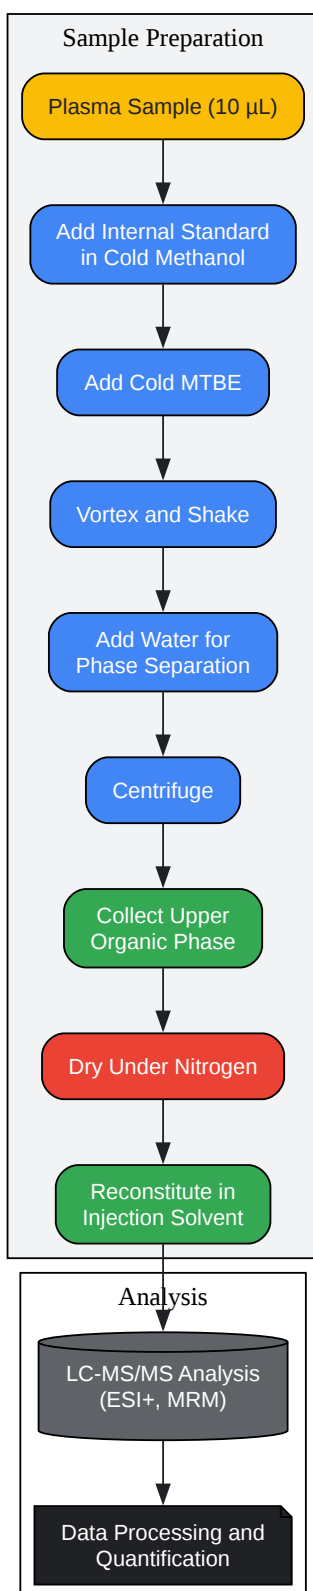 Sample Preparation
Plasma Sample (10 µL)
Add Internal Standard
in Cold Methanol
Add Cold MTBE
Vortex and Shake
Add Water for
Phase Separation
Centrifuge
Collect Upper
Organic Phase
Dry Under Nitrogen
Reconstitute in
Injection Solvent
Analysis
LC-MS/MS Analysis
(ESI+, MRM)
Data Processing and
Quantification